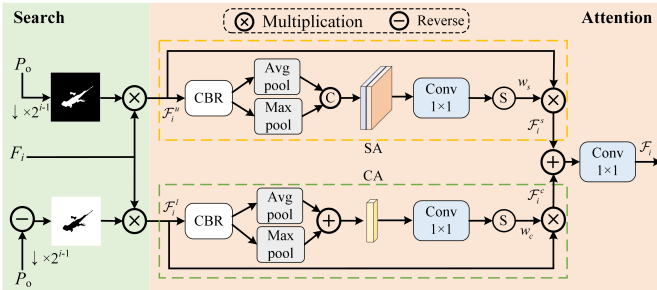 Search
⊗ Multiplication
⊖ Reverse
Attention
P_o
↓ ×2^{i-1}
F_i
P_o
↓ ×2^{i-1}
ℱ_i^u
CBR
Avg
pool
Max
pool
C
Conv
1×1
S
w_s
ℱ_i^s
SA
CA
ℱ_i^l
CBR
Avg
pool
Max
pool
Conv
1×1
S
w_c
ℱ_i^c
Conv
1×1
ℱ_i